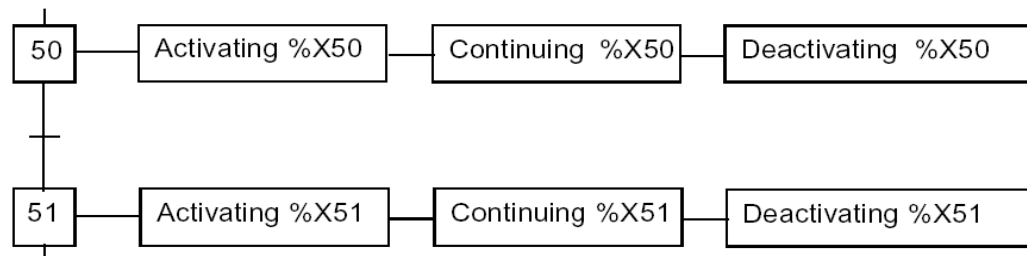 50 Activating %X50 Continuing %X50 Deactivating %X50
51 Activating %X51 Continuing %X51 Deactivating %X51